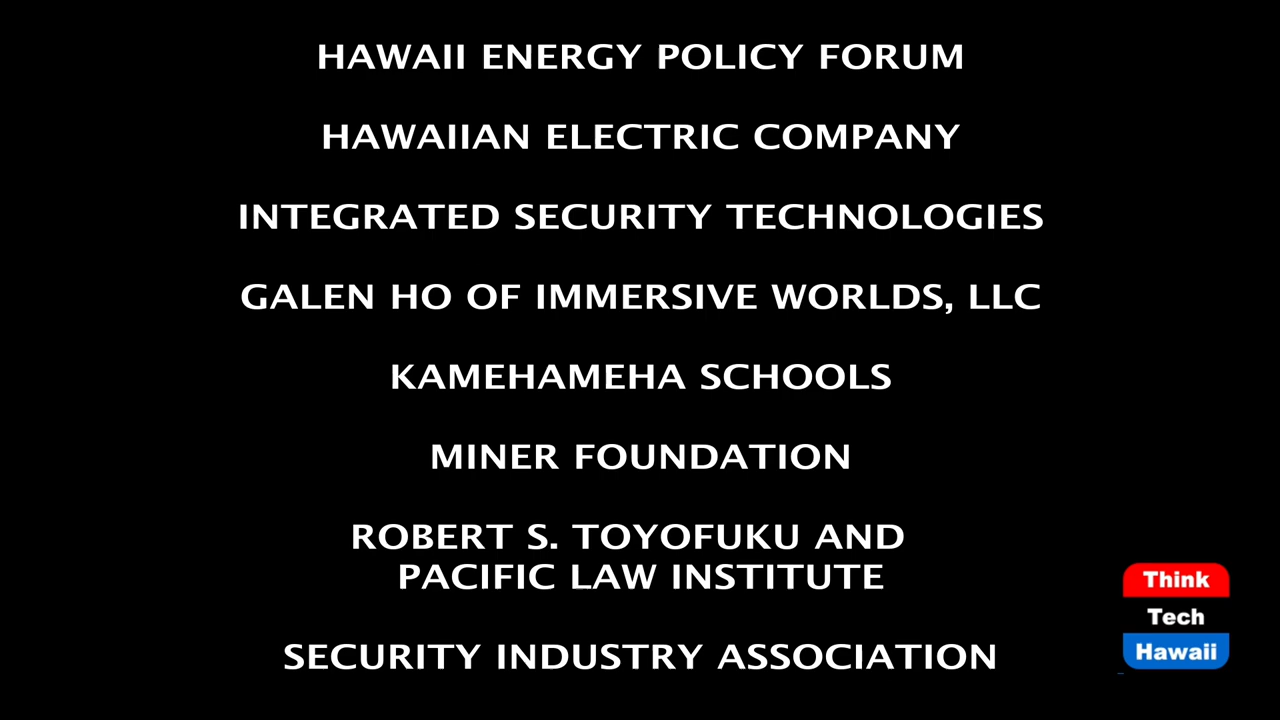 HAWAII ENERGY POLICY FORUM
HAWAIIAN ELECTRIC COMPANY
INTEGRATED SECURITY TECHNOLOGIES
GALEN HO OF IMMERSIVE WORLDS, LLC
KAMEHAMEHA SCHOOLS
MINER FOUNDATION
ROBERT S. TOYOFUKU AND
PACIFIC LAW INSTITUTE
SECURITY INDUSTRY ASSOCIATION
Think
Tech
Hawaii